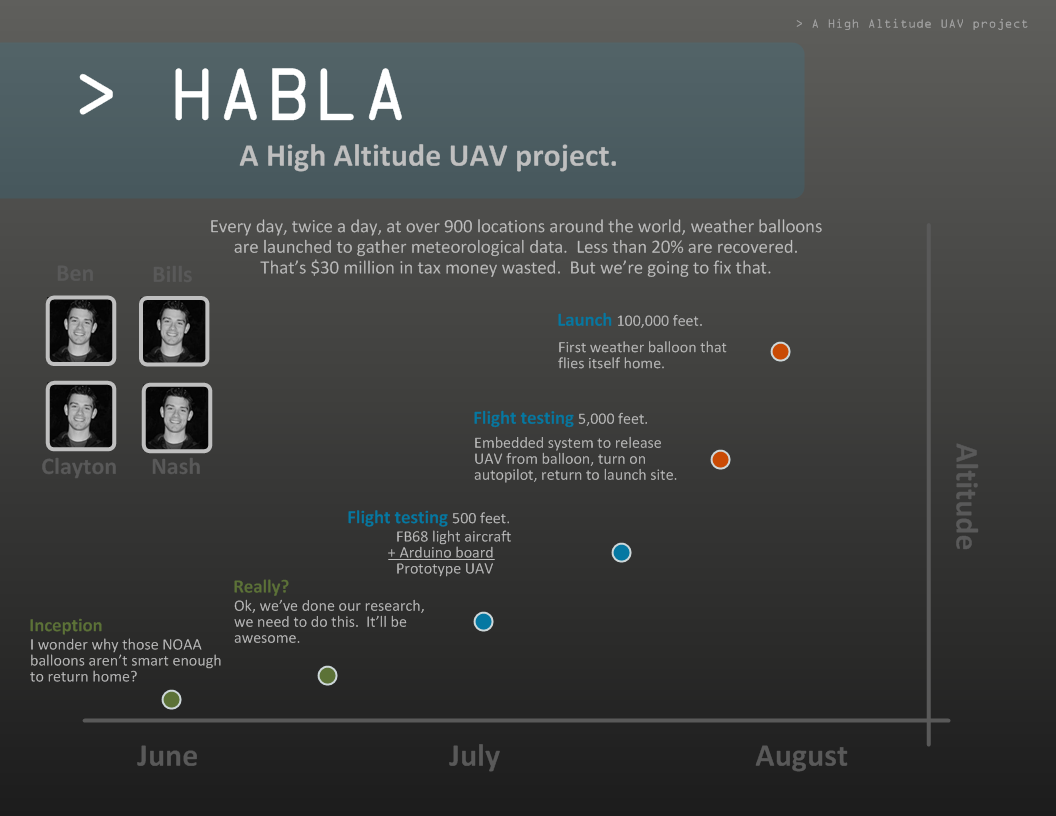 > A High Altitude UAV project
> HABLA
A High Altitude UAV project.
Every day, twice a day, at over 900 locations around the world, weather balloons
are launched to gather meteorological data.  Less than 20% are recovered.
That’s $30 million in tax money wasted.  But we’re going to fix that.
Ben
Bills
Clayton
Nash
Launch 100,000 feet.
First weather balloon that
flies itself home.
Flight testing 5,000 feet.
Embedded system to release
UAV from balloon, turn on
autopilot, return to launch site.
Flight testing 500 feet.
FB68 light aircraft
+ Arduino board
Prototype UAV
Really?
Ok, we’ve done our research,
we need to do this.  It’ll be
awesome.
Inception
I wonder why those NOAA
balloons aren’t smart enough
to return home?
Altitude
June
July
August